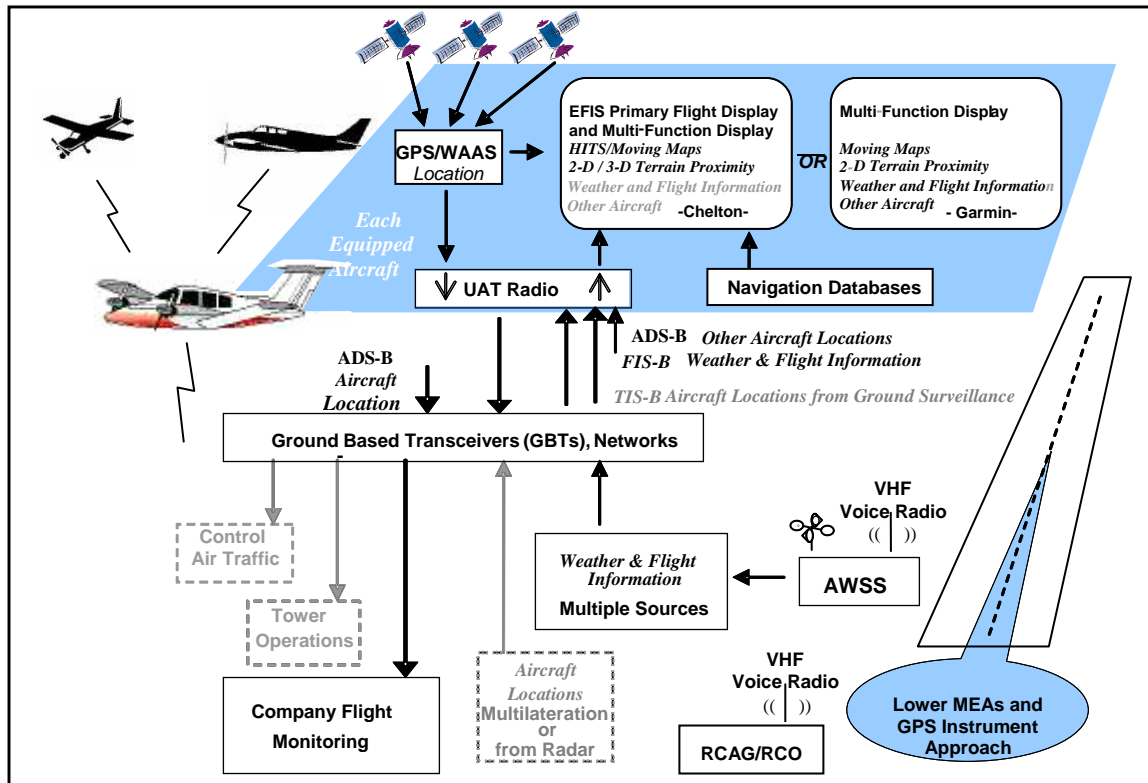 EFIS Primary Flight Display
and Multi-Function Display
HITS/Moving Maps
2-D / 3-D Terrain Proximity
Weather and Flight Information
Other Aircraft
-Chelton-
OR
Multi-Function Display
Moving Maps
2-D Terrain Proximity
Weather and Flight Information
Other Aircraft
- Garmin-
GPS/WAAS
Location
Each
Equipped
Aircraft
UAT Radio
Navigation Databases
ADS-B Other Aircraft Locations
FIS-B Weather & Flight Information
TIS-B Aircraft Locations from Ground Surveillance
ADS-B
Aircraft
Location
Ground Based Transceivers (GBTs), Networks
Control
Air Traffic
Tower
Operations
Company Flight
Monitoring
Aircraft
Locations
Multilateration
or
from Radar
Weather & Flight
Information
Multiple Sources
VHF
Voice Radio
(( ))
AWSS
VHF
Voice Radio
(( ))
RCAG/RCO
Lower MEAs and
GPS Instrument
Approach